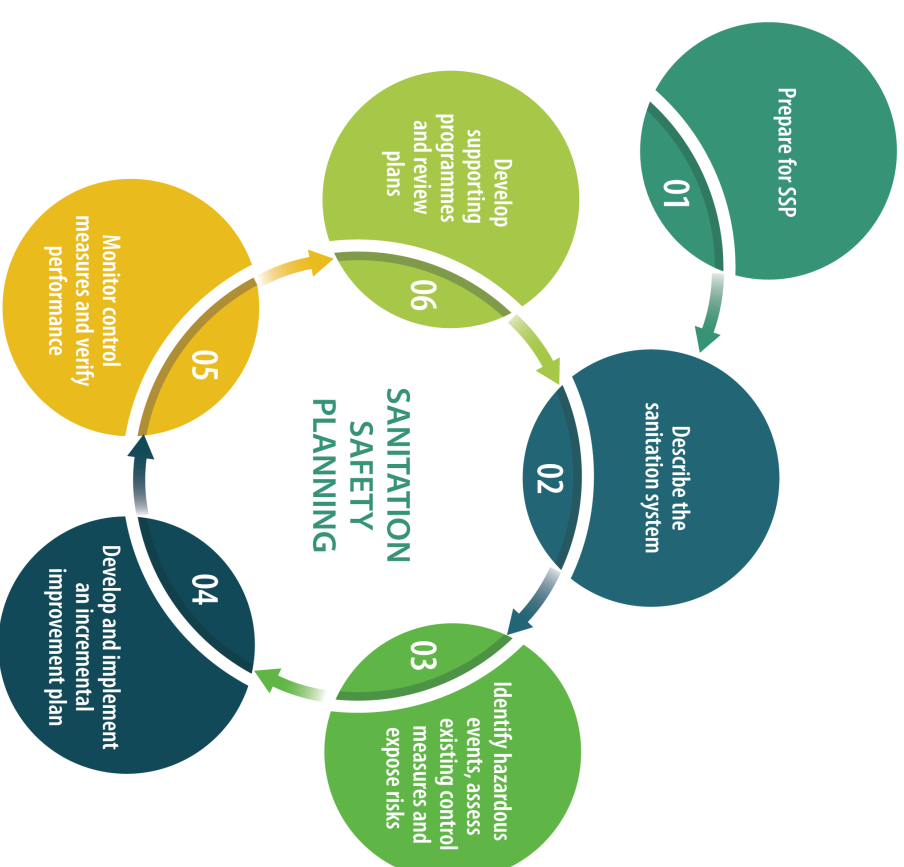 SANITATION
SAFETY
PLANNING
01
Prepare for SSP
02
Describe the
sanitation system
03
Identify hazardous
events, assess
existing control
measures and
expose risks
04
Develop and implement
an incremental
improvement plan
05
Monitor control
measures and verify
performance
06
Develop
supporting
programmes
and review
plans